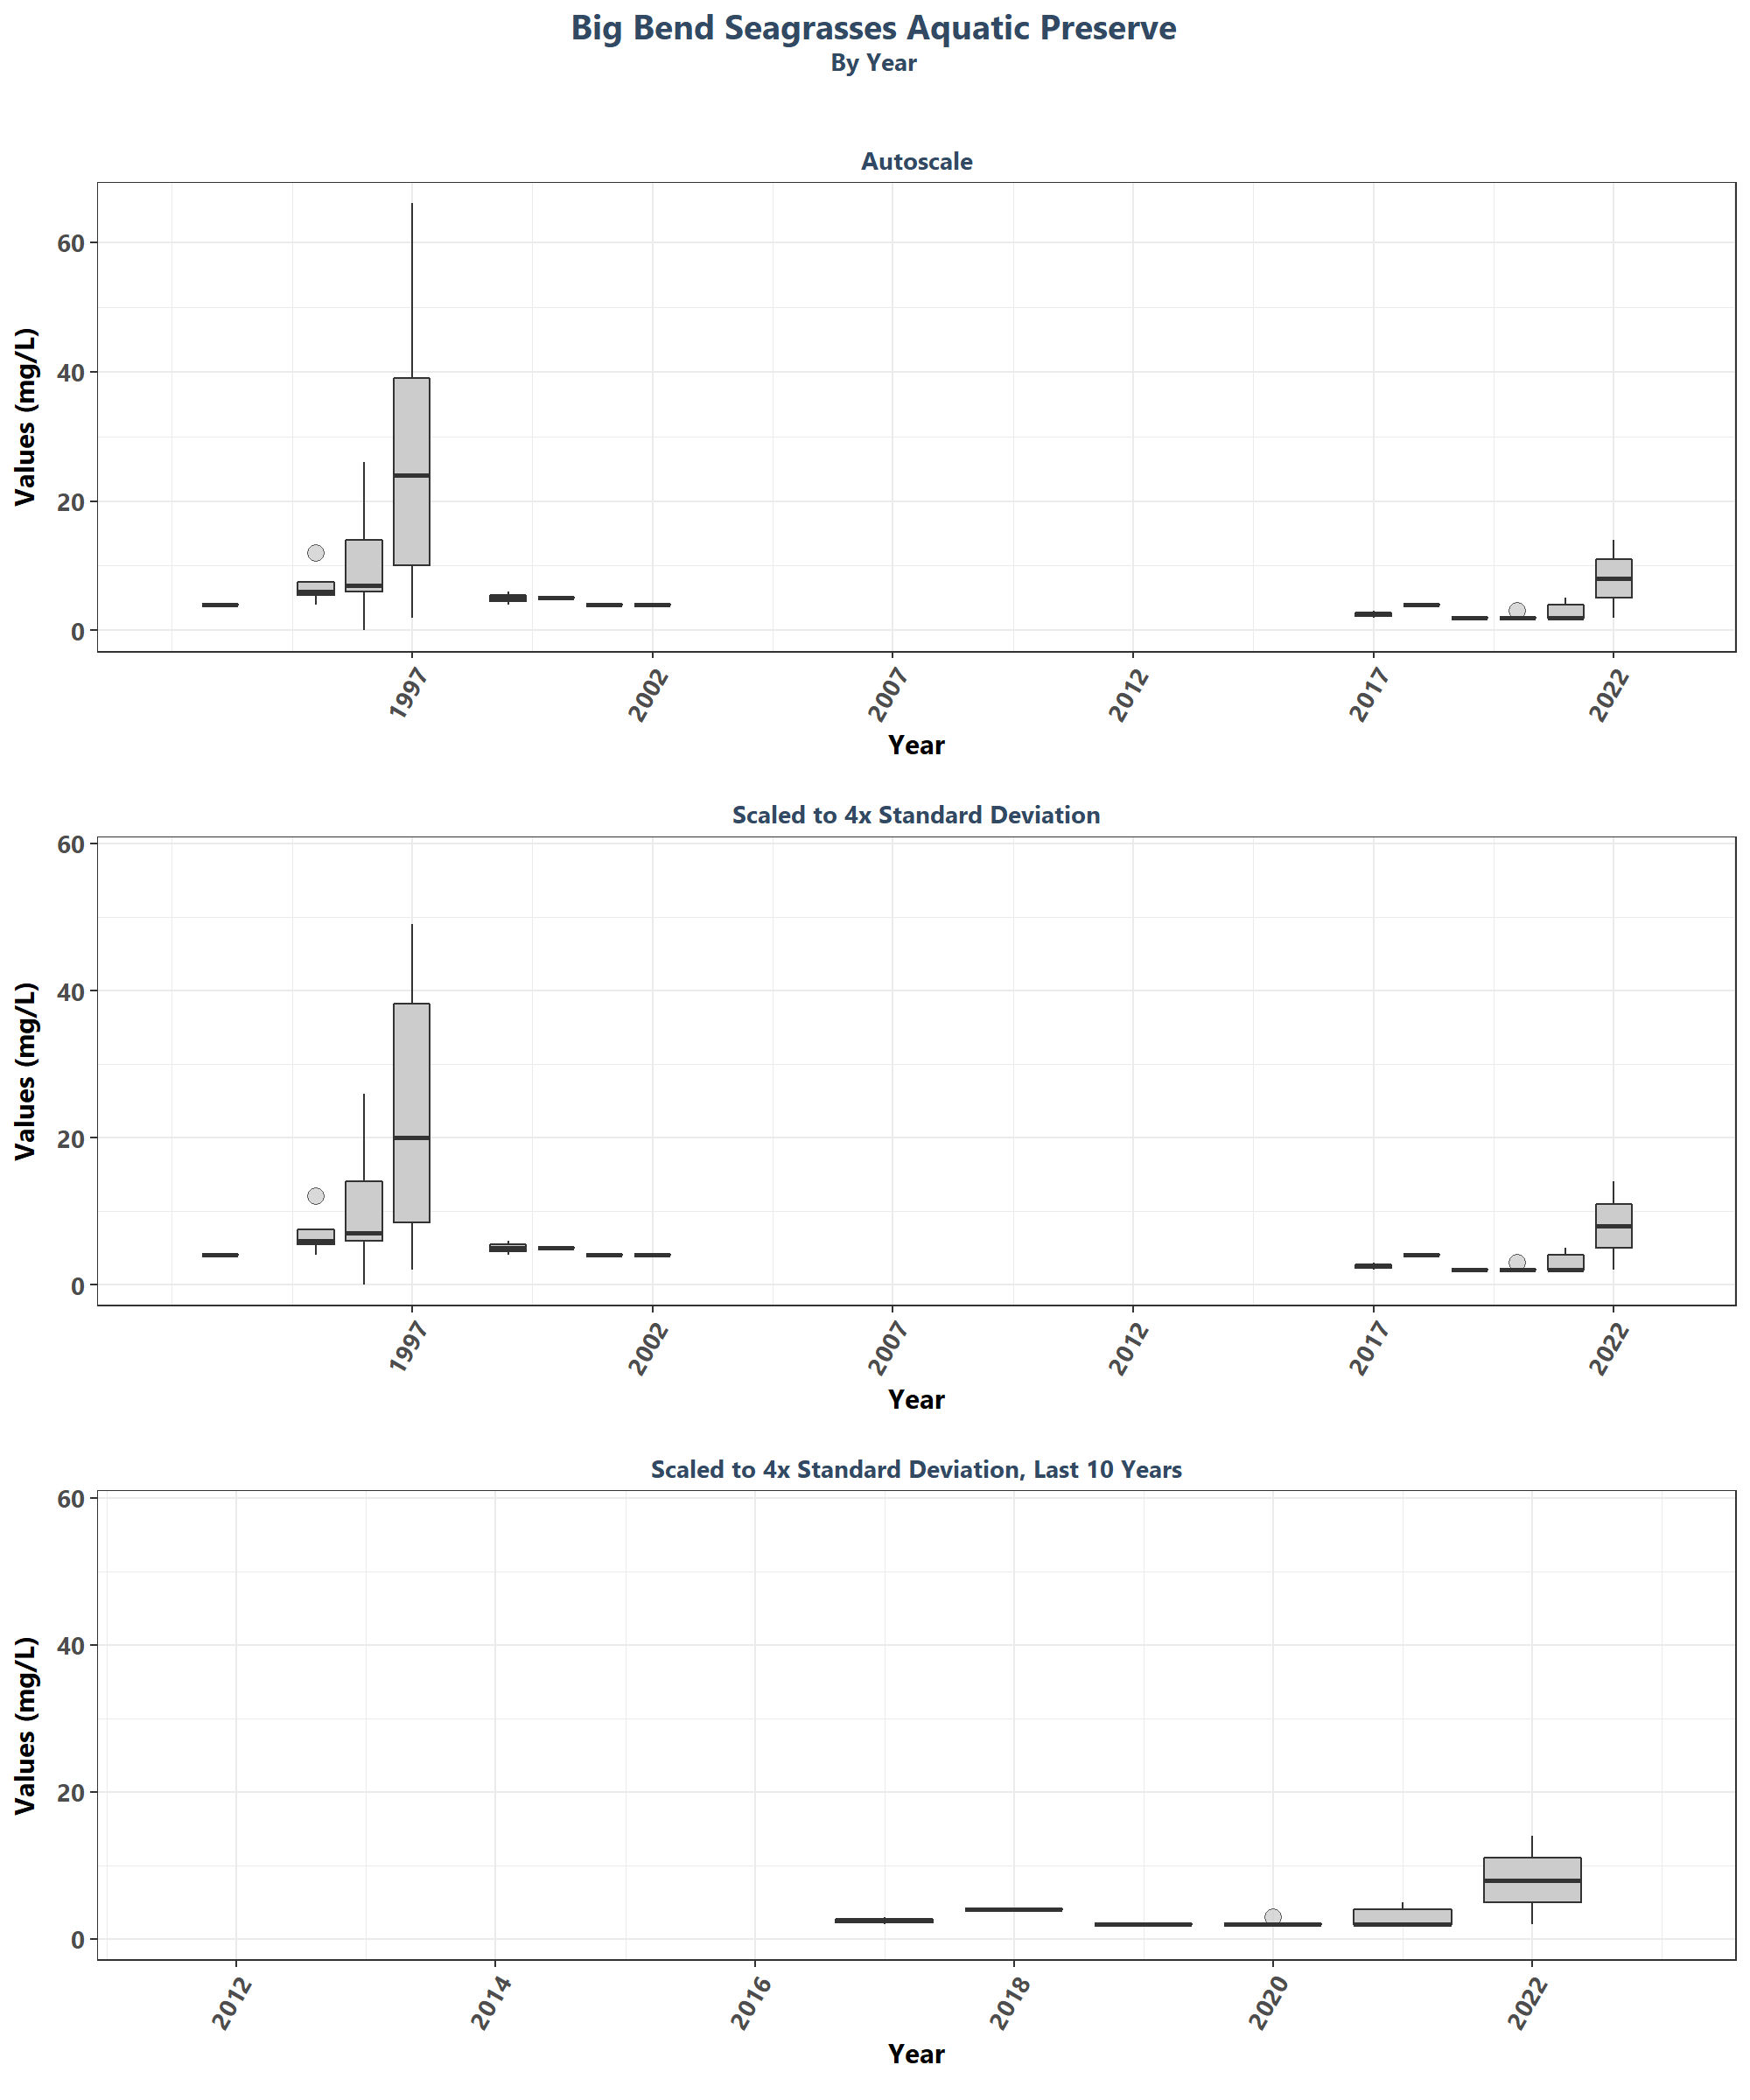 Big Bend Seagrasses Aquatic Preserve
By Year
Autoscale
Values (mg/L)
60
40
20
0
1997 2002 2007 2012 2017 2022
Year
Scaled to 4x Standard Deviation
Values (mg/L)
60
40
20
0
1997 2002 2007 2012 2017 2022
Year
Scaled to 4x Standard Deviation, Last 10 Years
Values (mg/L)
60
40
20
0
2012 2014 2016 2018 2020 2022
Year